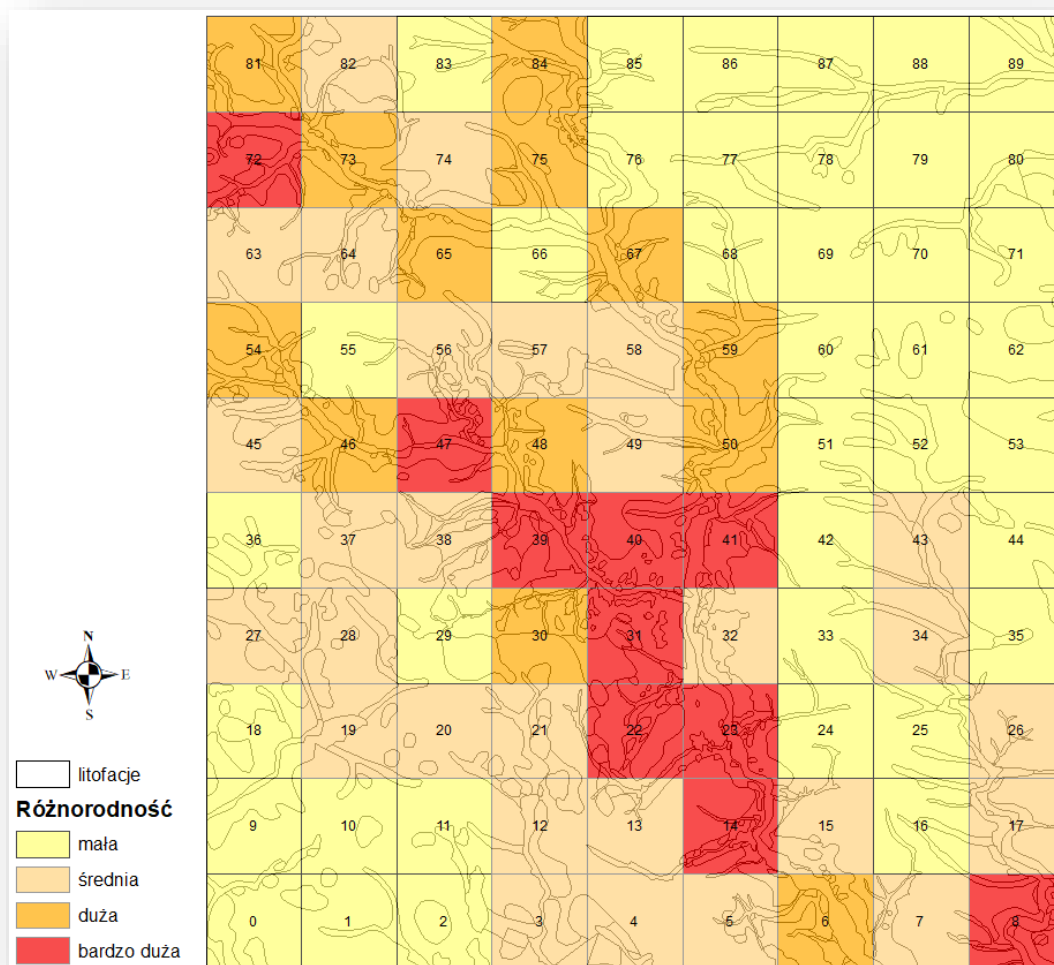 81 82 83 84 85 86 87 88 89
72 73 74 75 76 77 78 79 80
63 64 65 66 67 68 69 70 71
54 55 56 57 58 59 60 61 62
45 46 47 48 49 50 51 52 53
36 37 38 39 40 41 42 43 44
27 28 29 30 31 32 33 34 35
18 19 20 21 22 23 24 25 26
9 10 11 12 13 14 15 16 17
0 1 2 3 4 5 6 7 8
N
W E
S
litofacje
Różnorodność
mała
średnia
duża
bardzo duża